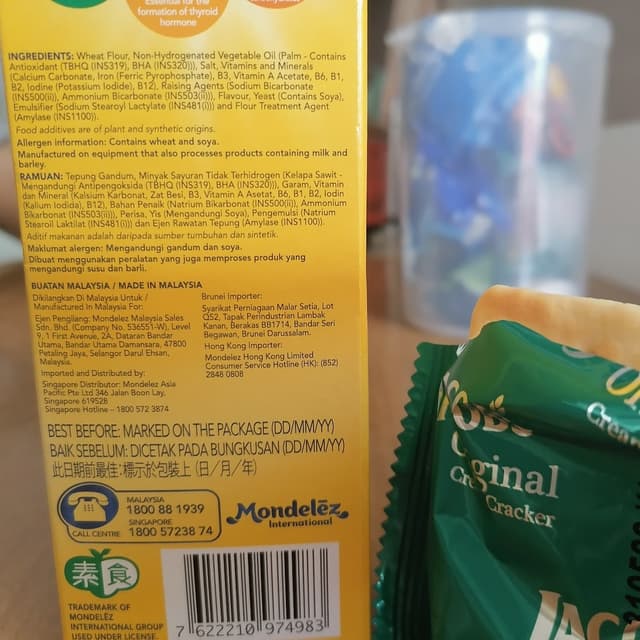 Essential for the
formation of thyroid
hormone
INGREDIENTS: Wheat Flour, Non-Hydrogenated Vegetable Oil (Palm - Contains
Antioxidant (TBHQ (INS319), BHA (INS320))), Salt, Vitamins and Minerals
(Calcium Carbonate, Iron (Ferric Pyrophosphate), B3, Vitamin A Acetate, B6, B1,
B2, Iodine (Potassium Iodate), B12), Raising Agents (Sodium Bicarbonate
(INS500(ii)), Ammonium Bicarbonate (INS503(ii))), Flavour, Yeast (Contains Soya),
Emulsifier (Sodium Stearoyl Lactylate (INS481(i))) and Flour Treatment Agent
(Amylase (INS1100)).
Food additives are of plant and synthetic origins.
Allergen information: Contains wheat and soya.
Manufactured on equipment that also processes products containing milk and
barley.
RAMUAN: Tepung Gandum, Minyak Sayuran Tidak Terhidrogen (Kelapa Sawit -
Mengandungi Antipengoksida (TBHQ (INS319), BHA (INS320))), Garam, Vitamin
dan Mineral (Kalsium Karbonat, Zat Besi, B3, Vitamin A Asetat, B6, B1, B2, Iodin
(Kalium Iodat), B12), Bahan Penaik (Natrium Bikarbonat (INS500(ii)), Ammonium
Bikarbonat (INS503(ii))), Perisa, Yis (Mengandungi Soya), Pengemulsi (Natrium
Stearoil Laktilat (INS481(i))) dan Ejen Rawatan Tepung (Amylase (INS1100)).
Aditif makanan adalah daripada sumber tumbuhan dan sintetik.
Maklumat alergen: Mengandungi gandum dan soya.
Dibuat menggunakan peralatan yang juga memproses produk yang
mengandungi susu dan barli.
BUATAN MALAYSIA / MADE IN MALAYSIA
Dikilangkan Di Malaysia Untuk /
Manufactured In Malaysia For:
Ejen Pengilang: Mondelez Malaysia Sales
Sdn. Bhd. (Company No. 536551-W), Level
9, 1 First Avenue, 2A, Dataran Bandar
Utama, Bandar Utama Damansara, 47800
Petaling Jaya, Selangor Darul Ehsan,
Malaysia.
Imported and Distributed by:
Singapore Distributor: Mondelez Asia
Pacific Pte Ltd 346 Jalan Boon Lay,
Singapore 619528
Singapore Hotline – 1800 572 3874
Brunei Importer:
Syarikat Perniagaan Malar Setia, Lot
Q52, Tapak Perindustrian Lambak
Kanan, Berakas BB1714, Bandar Seri
Begawan, Brunei Darussalam.
Hong Kong Importer:
Mondelez Hong Kong Limited
Consumer Service Hotline (HK): (852)
2848 0808
BEST BEFORE: MARKED ON THE PACKAGE (DD/MM/YY)
BAIK SEBELUM: DICETAK PADA BUNGKUSAN (DD/MM/YY)
此日期前最佳:標示於包裝上 (日/月/年)
CALL CENTRE
MALAYSIA
1800 88 1939
SINGAPORE
1800 57238 74
Mondelēz
International
素食
TRADEMARK OF
MONDELĒZ
INTERNATIONAL GROUP
USED UNDER LICENSE.
7 622210 974983
Original
Cracker